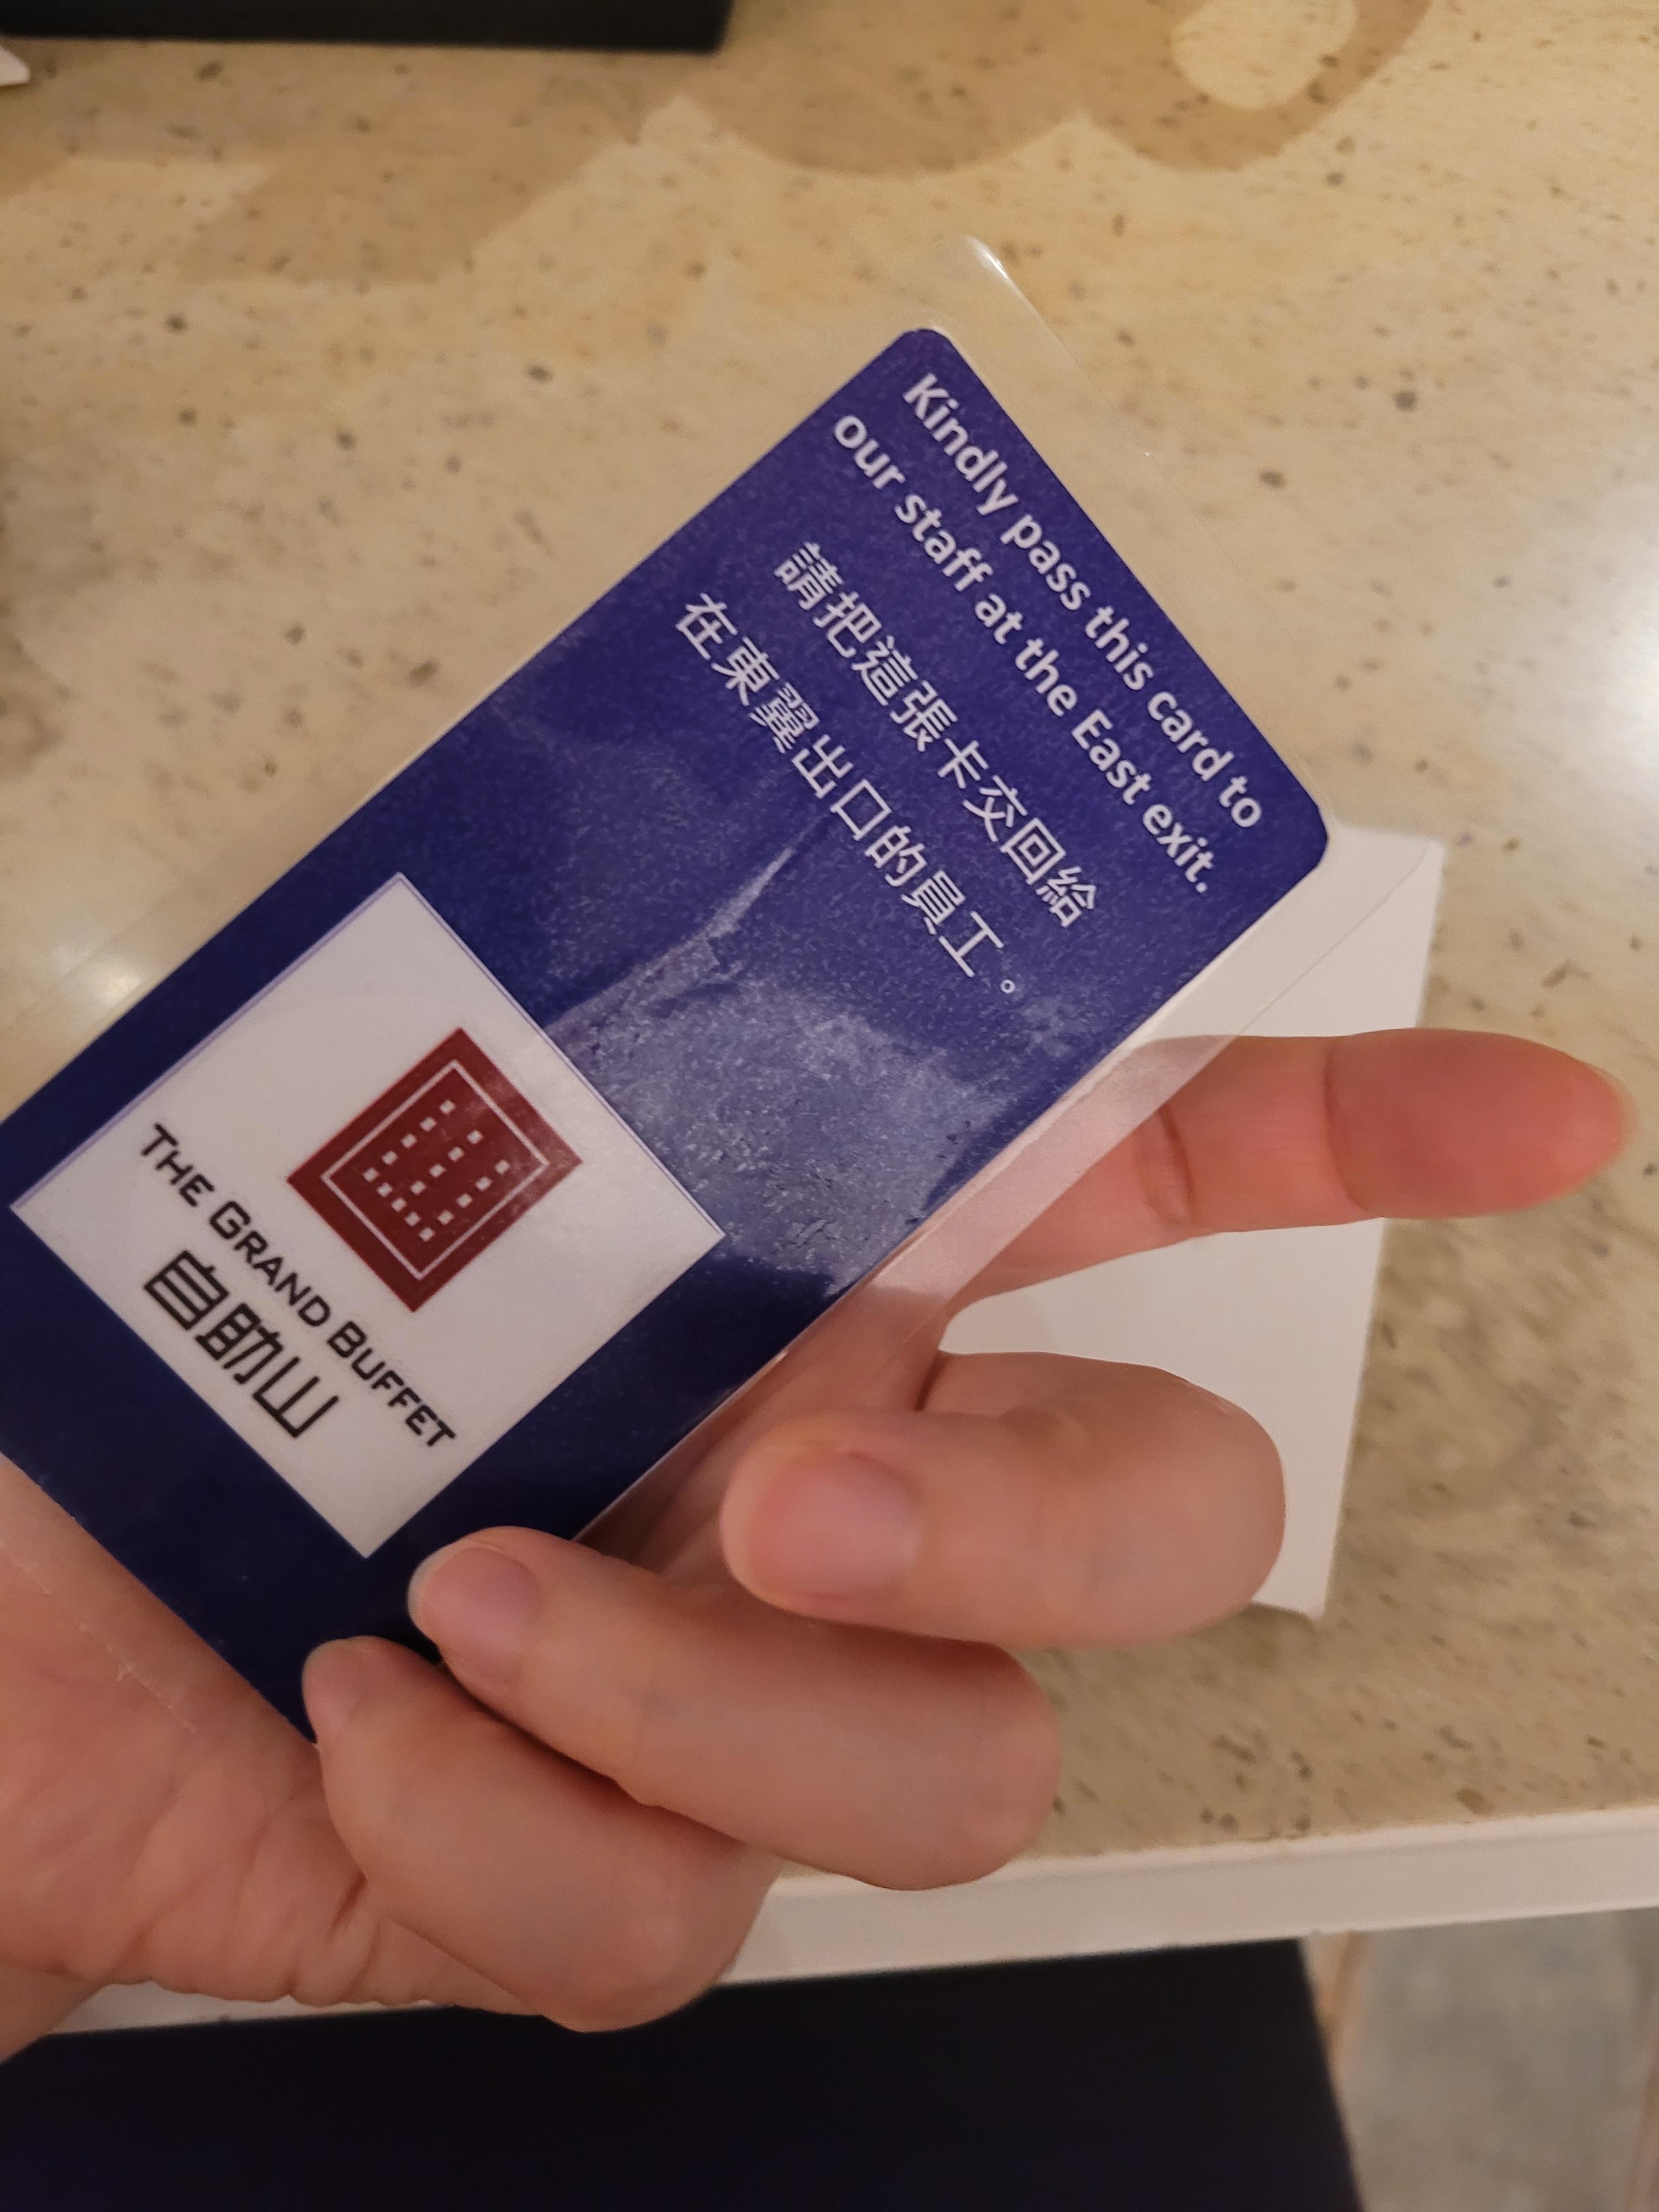 Kindly pass this card to
our staff at the East exit.
請把這張卡交回給
在東翼出口的員工。
THE GRAND BUFFET
自助山